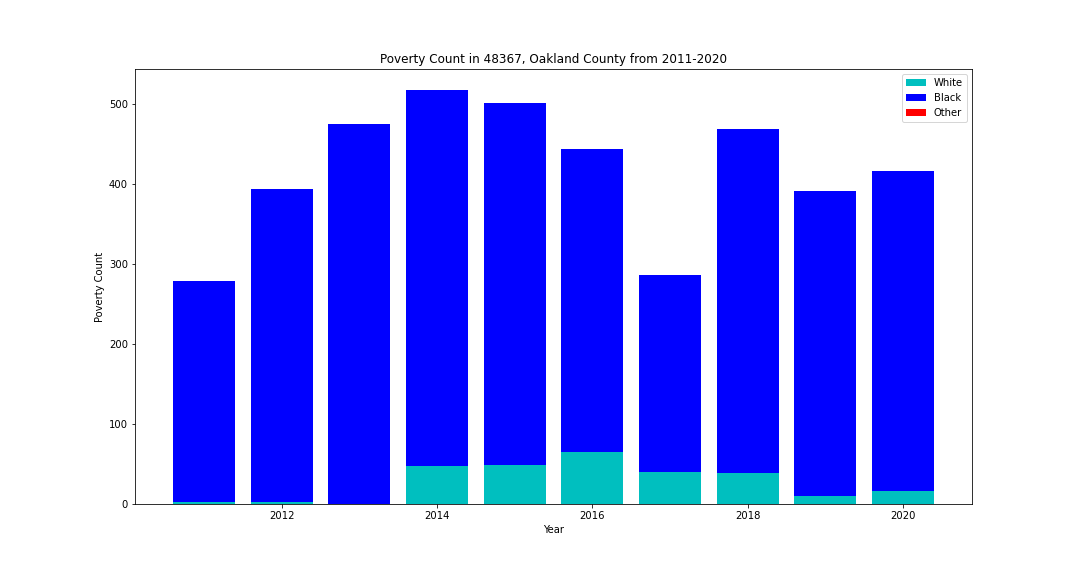 Poverty Count in 48367, Oakland County from 2011-2020
White
Black
Other
500
400
300
200
100
0
Poverty Count
2012
2014
2016
2018
2020
Year